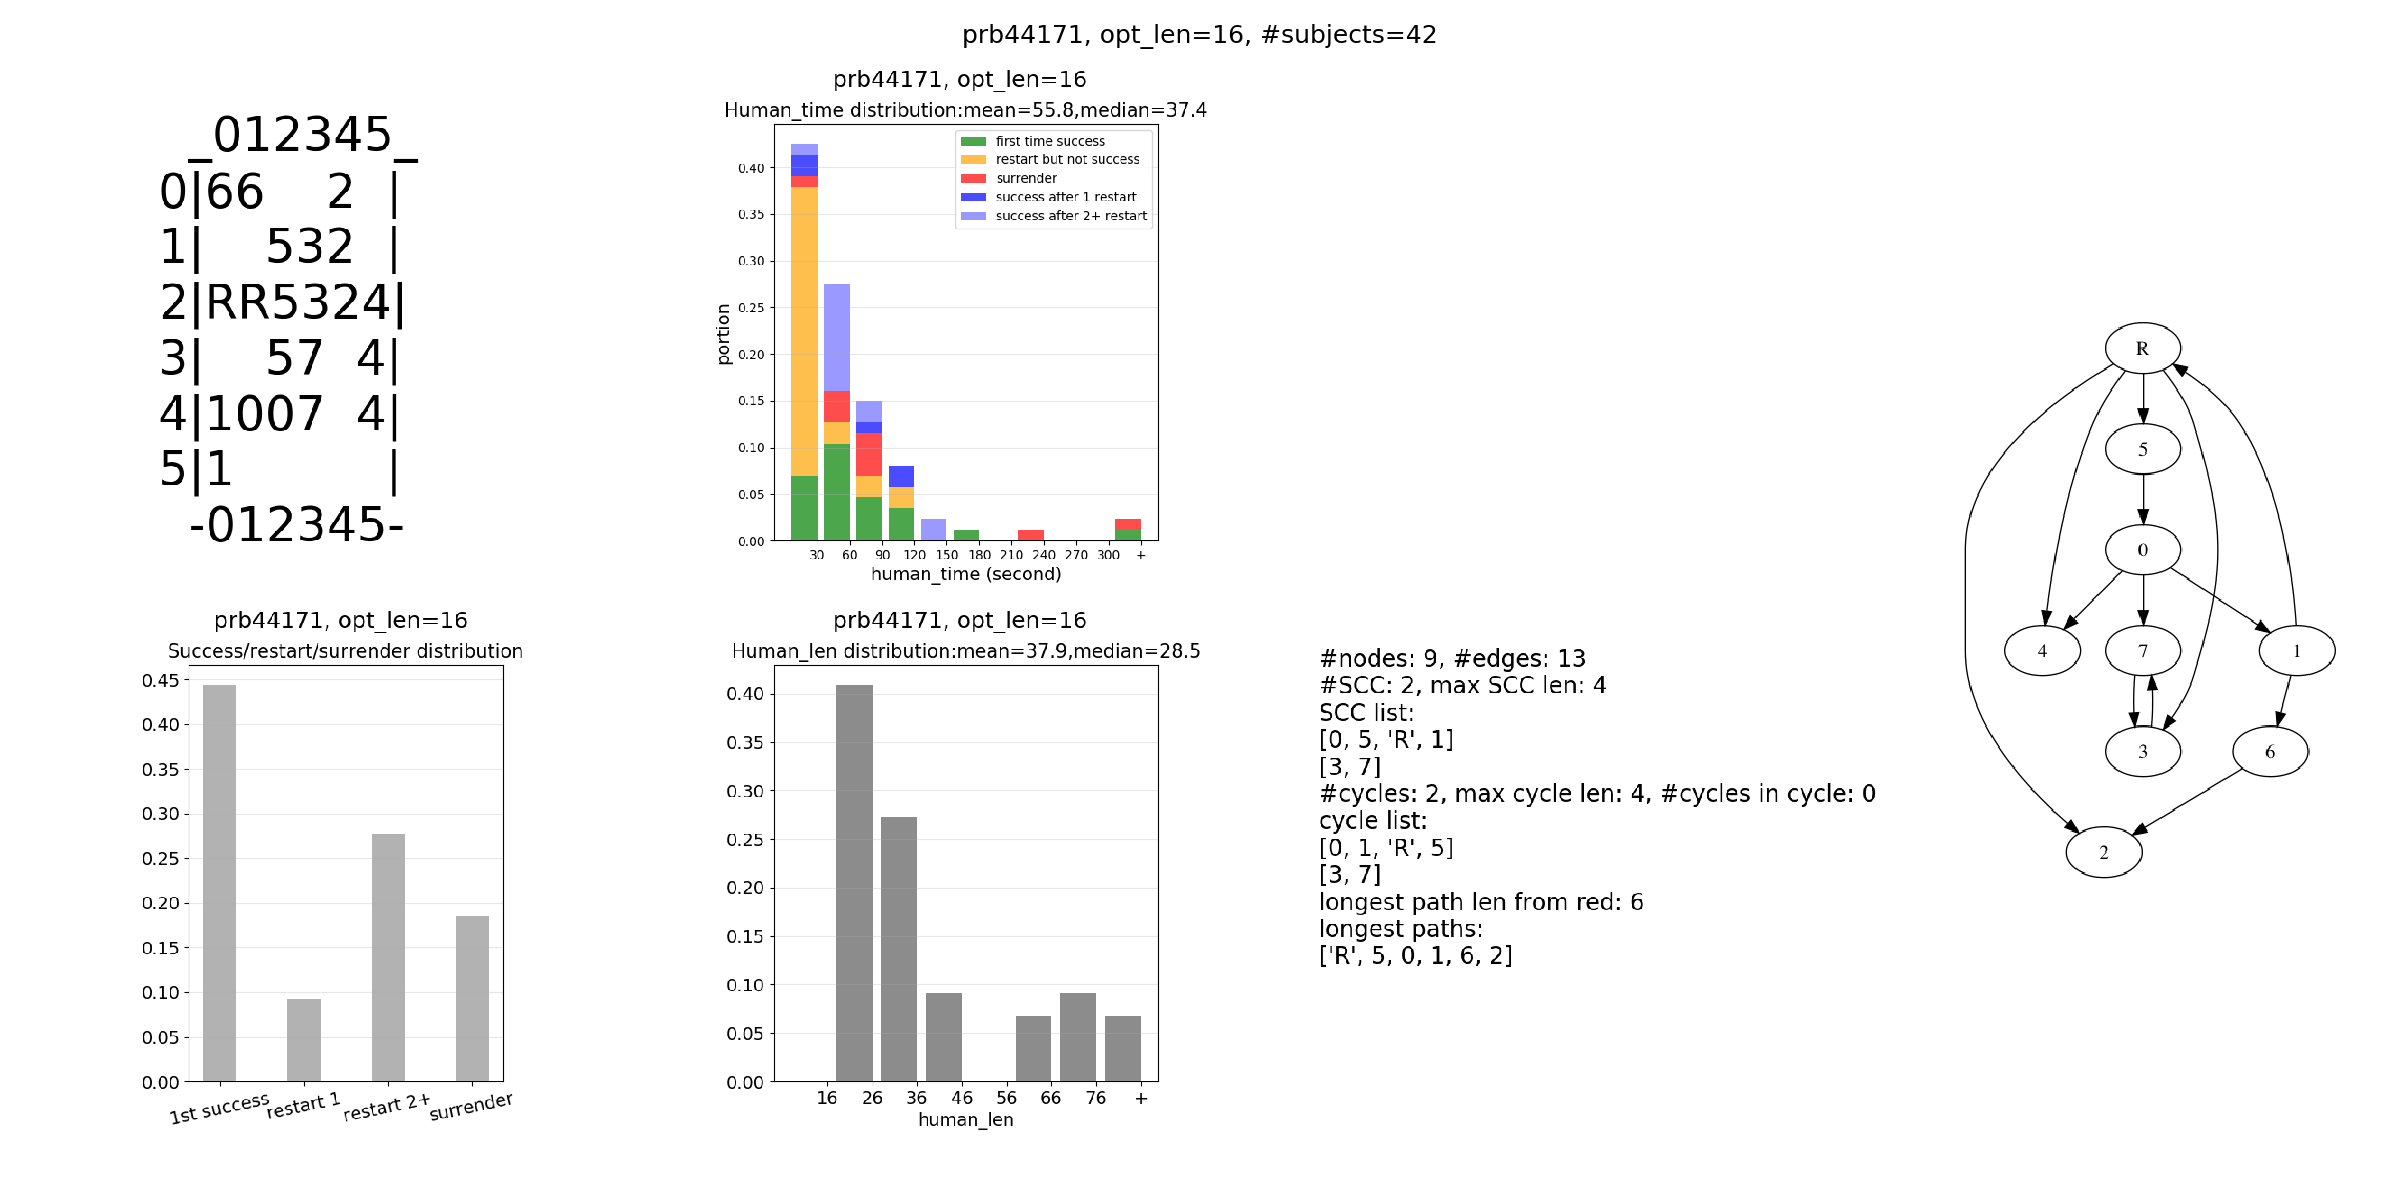 prb44171, opt_len=16, #subjects=42
_012345_
0|66    2  |
1|    532  |
2|RR5324|
3|    57  4|
4|1007  4|
5|1          |
-012345-
prb44171, opt_len=16
Human_time distribution:mean=55.8,median=37.4
first time success
restart but not success
surrender
success after 1 restart
success after 2+ restart
portion
0.40
0.35
0.30
0.25
0.20
0.15
0.10
0.05
0.00
30 60 90 120 150 180 210 240 270 300 +
human_time (second)
prb44171, opt_len=16
Success/restart/surrender distribution
0.45
0.40
0.35
0.30
0.25
0.20
0.15
0.10
0.05
0.00
1st success restart 1 restart 2+ surrender
prb44171, opt_len=16
Human_len distribution:mean=37.9,median=28.5
0.40
0.35
0.30
0.25
0.20
0.15
0.10
0.05
0.00
16 26 36 46 56 66 76 +
human_len
#nodes: 9, #edges: 13
#SCC: 2, max SCC len: 4
SCC list:
[0, 5, 'R', 1]
[3, 7]
#cycles: 2, max cycle len: 4, #cycles in cycle: 0
cycle list:
[0, 1, 'R', 5]
[3, 7]
longest path len from red: 6
longest paths:
['R', 5, 0, 1, 6, 2]
R
5
0
4 7 1
3 6
2